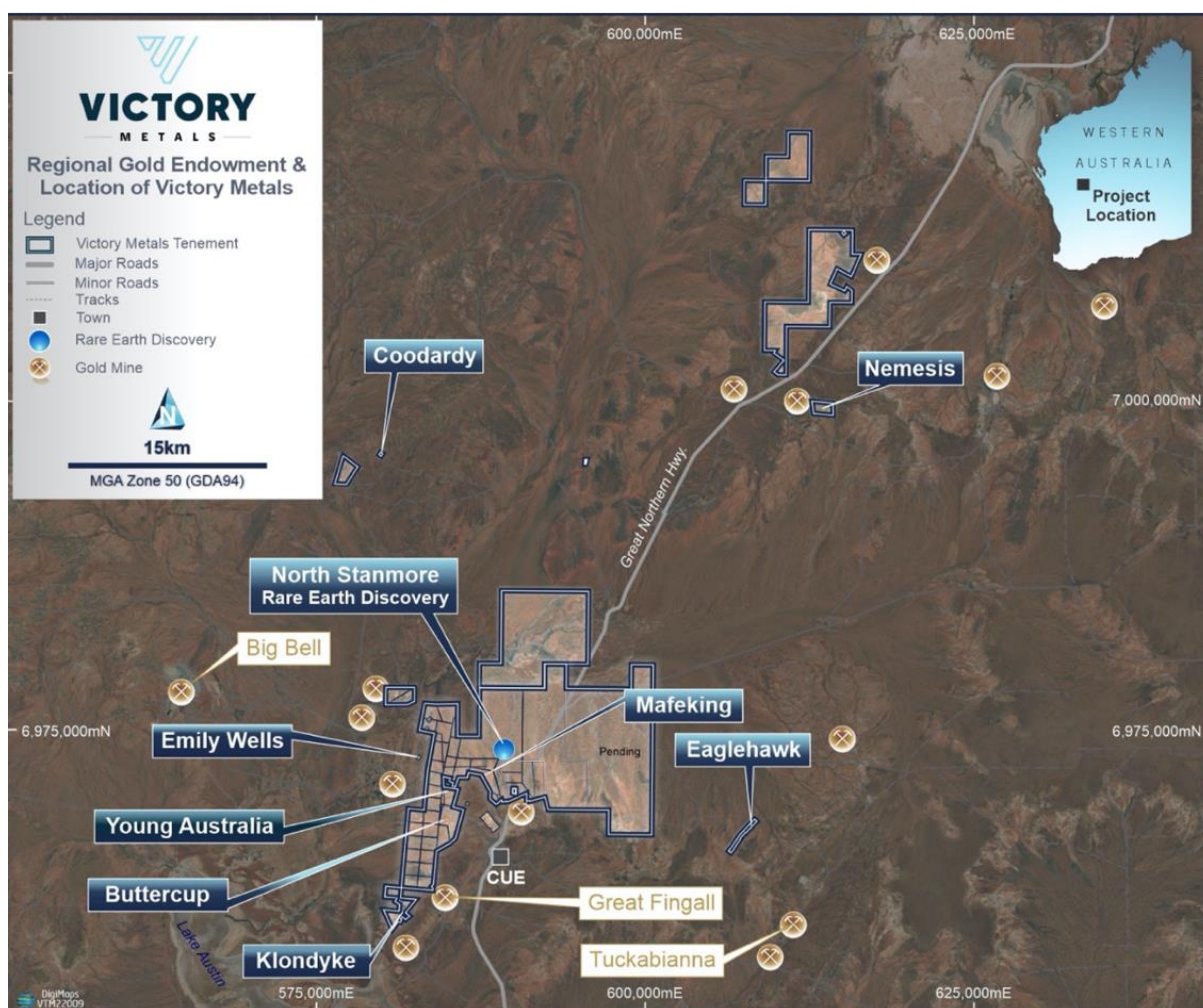 600,000mE
625,000mE
VICTORY
METALS
Regional Gold Endowment &
Location of Victory Metals
Legend
Victory Metals Tenement
Major Roads
Minor Roads
Tracks
Town
Rare Earth Discovery
Gold Mine
N
15km
MGA Zone 50 (GDA94)
WESTERN
AUSTRALIA
Project
Location
Coodardy
Nemesis
7,000,000mN
Great Northern Hwy.
North Stanmore
Rare Earth Discovery
Big Bell
Mafeking
6,975,000mN
6,975,000mN
Emily Wells
Pending
Eaglehawk
Young Australia
CUE
Buttercup
Great Fingall
Klondyke
Tuckabianna
Lake Austin
DigiMaps
VTM22009
575,000mE
600,000mE
625,000mE